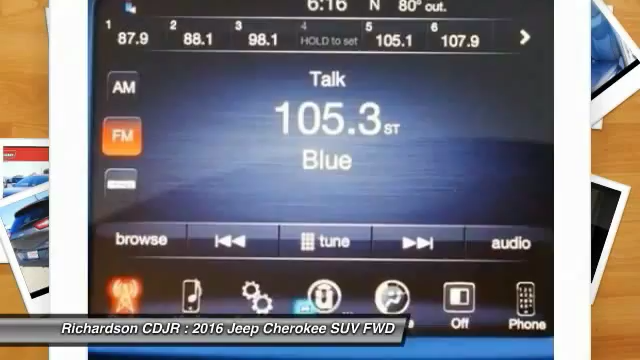 6:16 N 80° out.
1 2 3 4 5 6
87.9 88.1 98.1 HOLD to set 105.1 107.9
AM
Talk
105.3 ST
FM
Blue
browse tune audio
Off Phone
Richardson CDJR : 2016 Jeep Cherokee SUV FWD